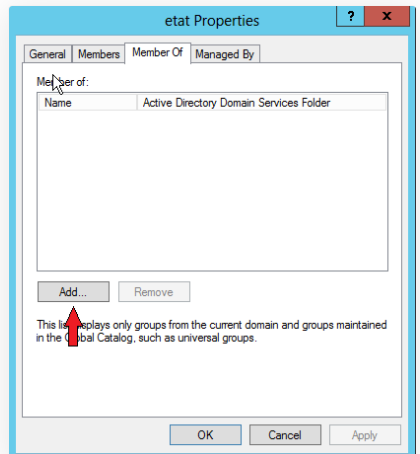 etat Properties
? x
General Members Member Of Managed By
Member of:
Name Active Directory Domain Services Folder
Add... Remove
This list displays only groups from the current domain and groups maintained
in the Global Catalog, such as universal groups.
OK Cancel Apply